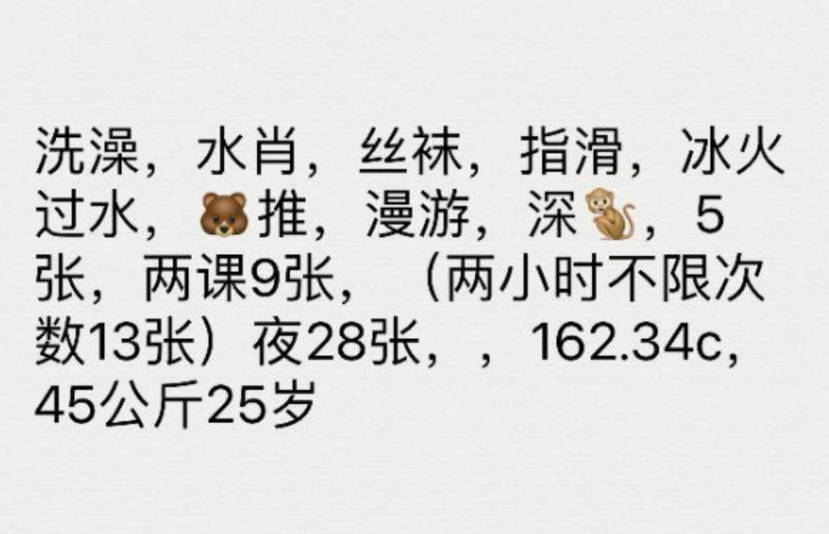 洗澡，水肖，丝袜，指滑，冰火
过水，🐻推，漫游，深🐒，5
张，两课9张，（两小时不限次
数13张）夜28张，，162.34c，
45公斤25岁